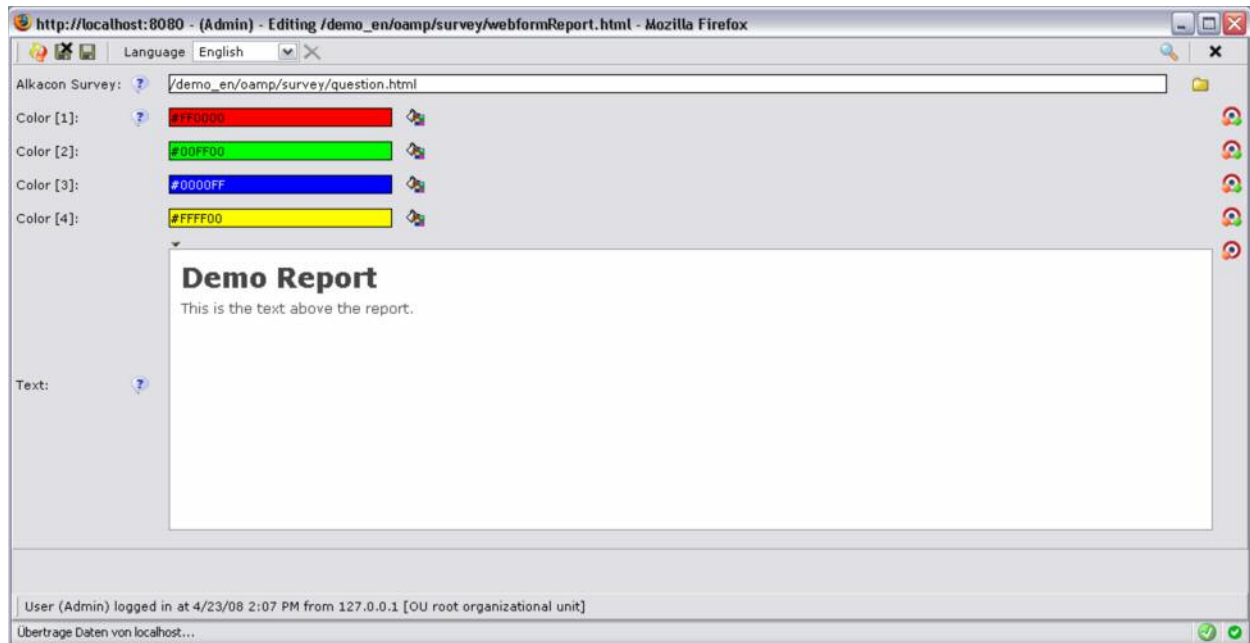 http://localhost:8080 - (Admin) - Editing /demo_en/oamp/survey/webformReport.html - Mozilla Firefox
Language English
Alkacon Survey: ? /demo_en/oamp/survey/question.html
Color [1]: ? #FF0000
Color [2]: #00FF00
Color [3]: #0000FF
Color [4]: #FFFF00
Demo Report
This is the text above the report.
Text: ?
User (Admin) logged in at 4/23/08 2:07 PM from 127.0.0.1 [OU root organizational unit]
Übertrage Daten von localhost...